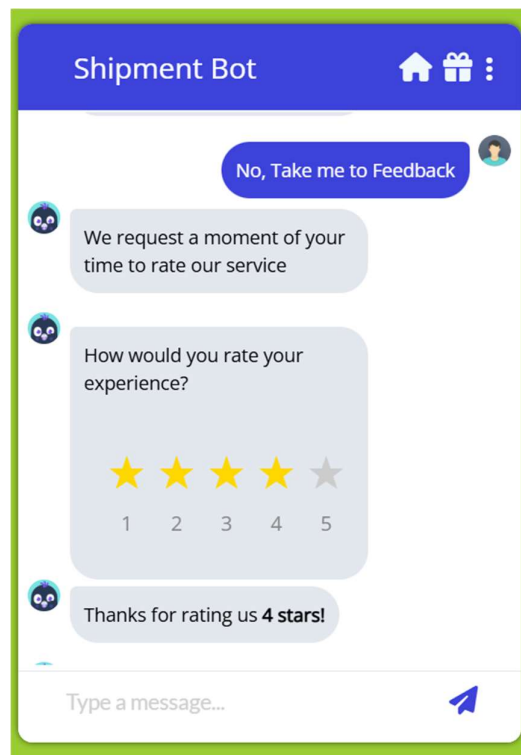 Shipment Bot
No, Take me to Feedback
We request a moment of your
time to rate our service
How would you rate your
experience?
1 2 3 4 5
Thanks for rating us 4 stars!
Type a message...